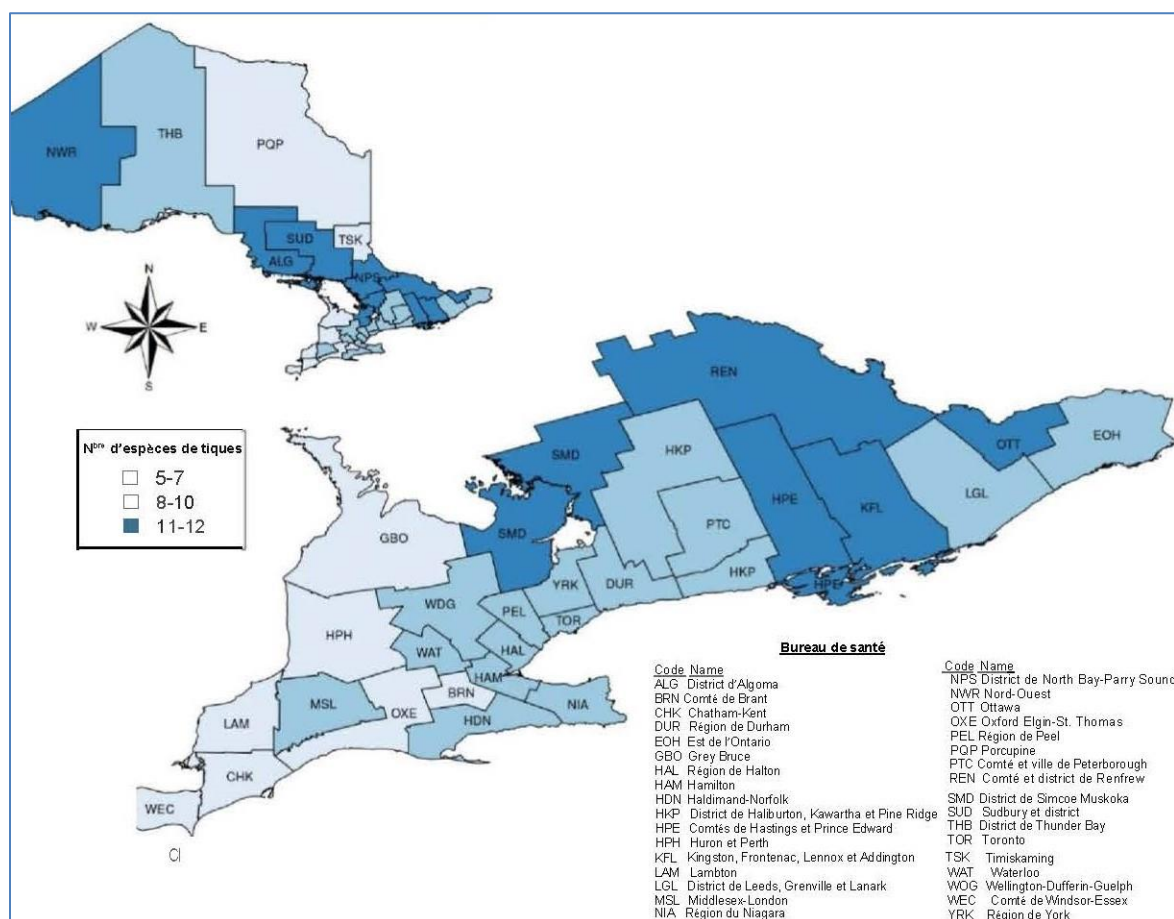 NWR
THB
PQP
SUD
TSK
ALG
NPS
N
W E
S
N^bre d'espèces de tiques
5-7
8-10
11-12
REN
SMD
HKP
OTT
EOH
HPE
KFL
LGL
GBO
SMD
PTC
YRK
DUR
HKP
HPE
WDG
PEL
TOR
HPH
WAT
HAL
HAM
BRN
MSL
OXE
HDN
NIA
LAM
CHK
WEC
CI
Bureau de santé
Code Name
ALG District d'Algoma
BRN Comté de Brant
CHK Chatham-Kent
DUR Région de Durham
EOH Est de l'Ontario
GBO Grey Bruce
HAL Région de Halton
HAM Hamilton
HDN Haldimand-Norfolk
HKP District de Haliburton, Kawartha et Pine Ridge
HPE Comtés de Hastings et Prince Edward
HPH Huron et Perth
KFL Kingston, Frontenac, Lennox et Addington
LAM Lambton
LGL District de Leeds, Grenville et Lanark
MSL Middlesex-London
NIA Région du Niagara
Code Name
NPS District de North Bay-Parry Sound
NWR Nord-Ouest
OTT Ottawa
OXE Oxford Elgin-St. Thomas
PEL Région de Peel
PQP Porcupine
PTC Comté et ville de Peterborough
REN Comté et district de Renfrew
SMD District de Simcoe Muskoka
SUD Sudbury et district
THB District de Thunder Bay
TOR Toronto
TSK Timiskaming
WAT Waterloo
WOG Wellington-Dufferin-Guelph
WEC Comté de Windsor-Essex
YRK Région de York